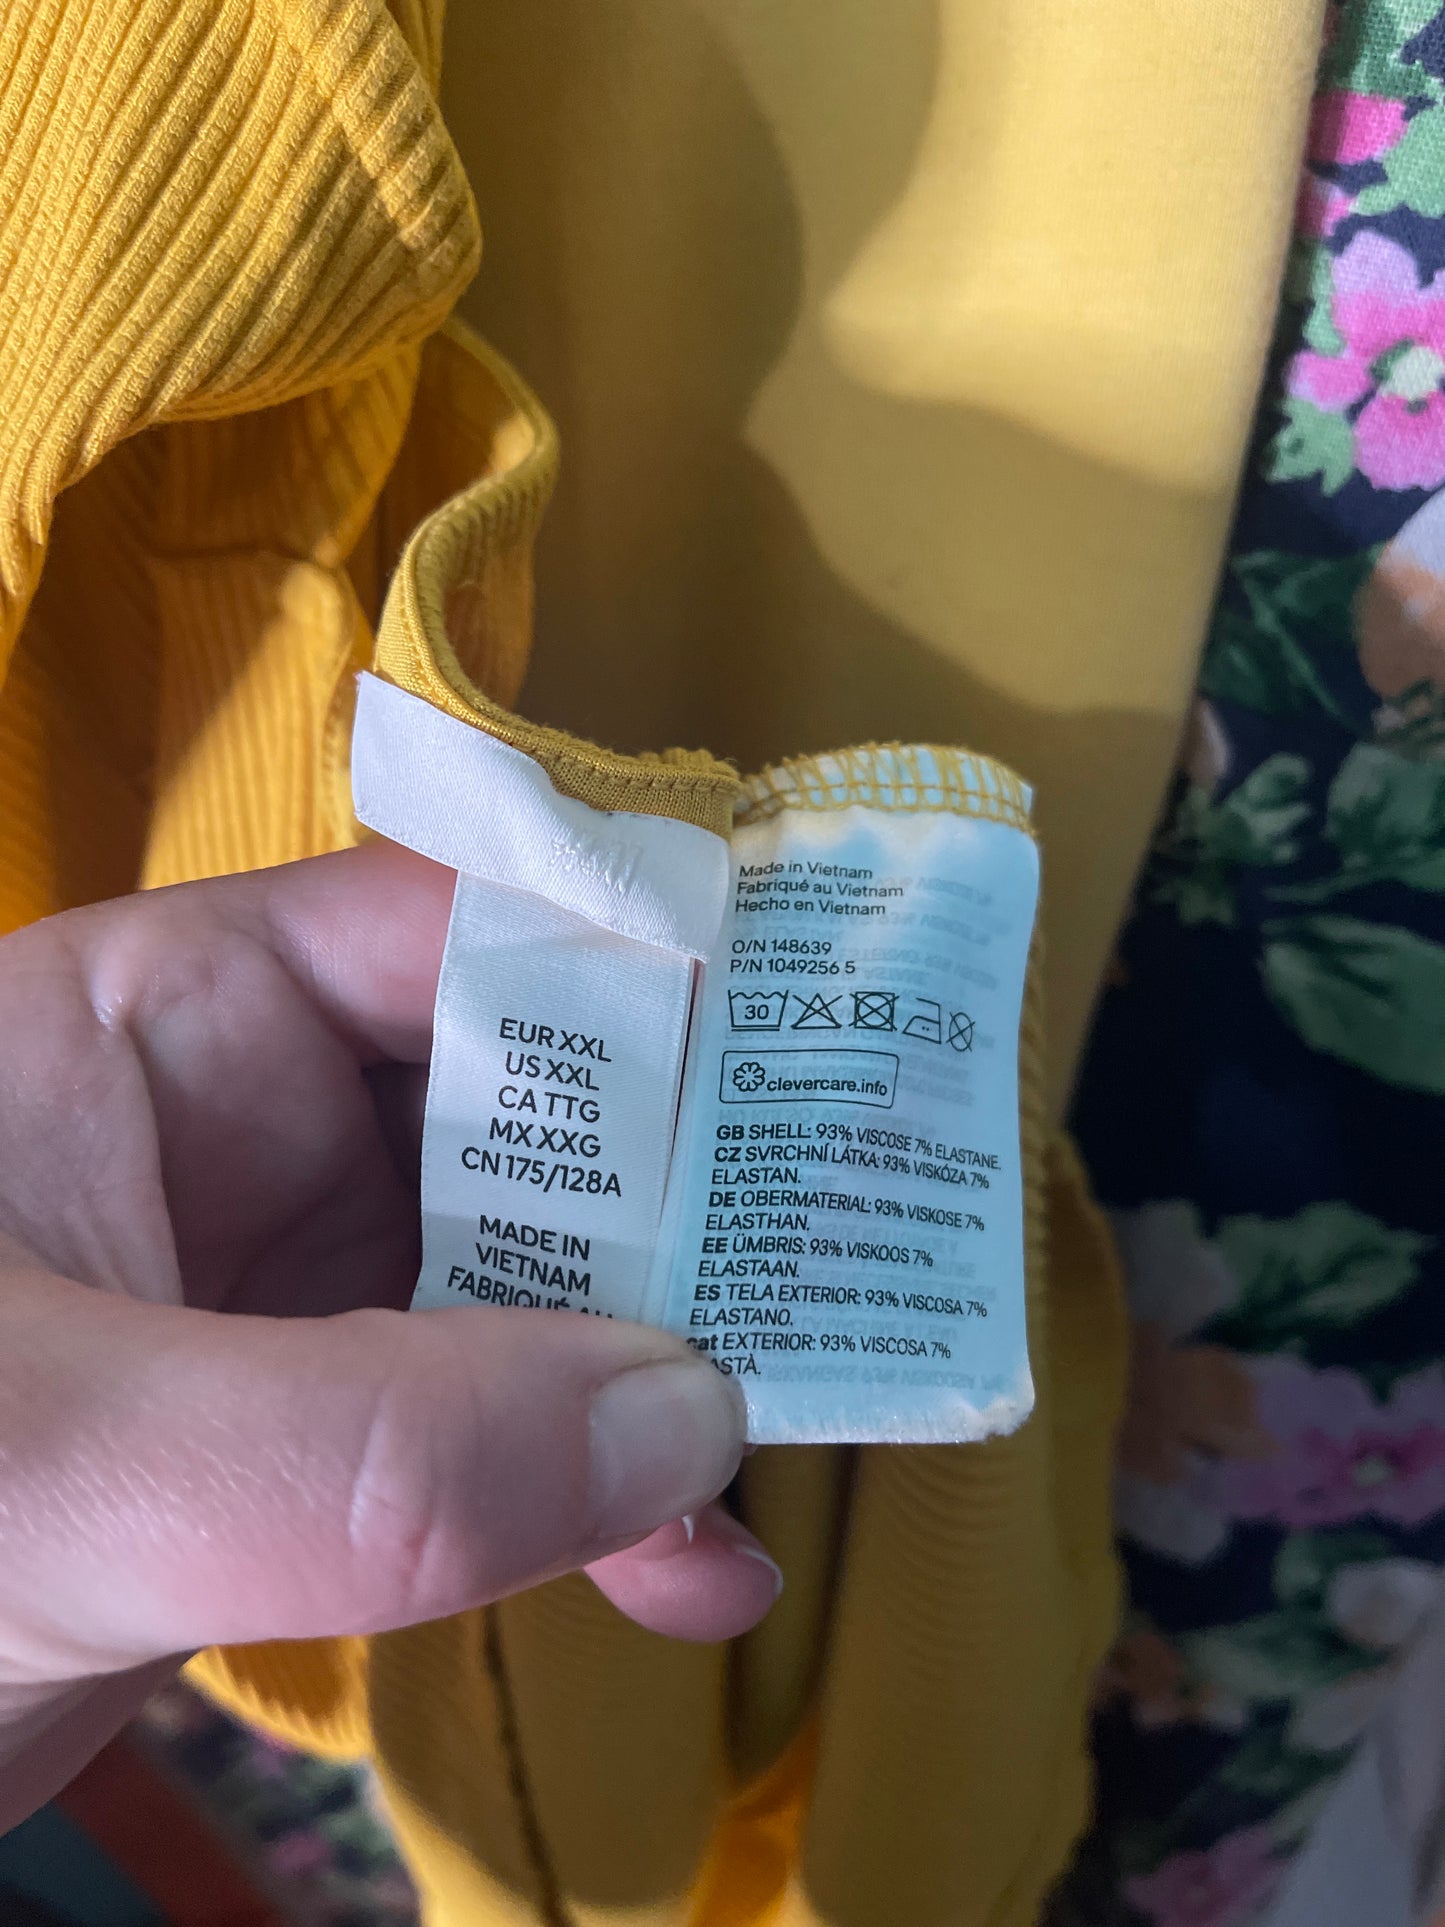 EUR XXL
US XXL
CA TTG
MX XXG
CN 175/128A
MADE IN
VIETNAM
FABRIQUÉ AU
Made in Vietnam
Fabriqué au Vietnam
Hecho en Vietnam
O/N 148639
P/N 1049256 5
30
clevercare.info
GB SHELL: 93% VISCOSE 7% ELASTANE.
CZ SVRCHNÍ LÁTKA: 93% VISKÓZA 7%
ELASTAN.
DE OBERMATERIAL: 93% VISKOSE 7%
ELASTHAN.
EE ÜMBRIS: 93% VISKOOS 7%
ELASTAAN.
ES TELA EXTERIOR: 93% VISCOSA 7%
ELASTANO.
cat EXTERIOR: 93% VISCOSA 7%